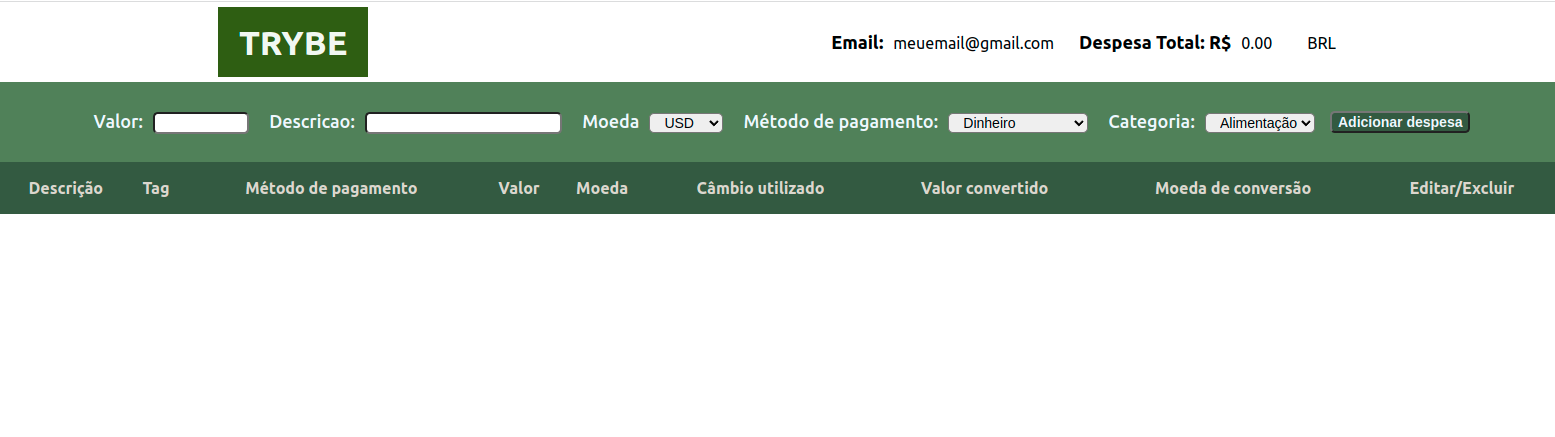 TRYBE Email: meuemail@gmail.com Despesa Total: R$ 0.00 BRL
Valor: Descricao: Moeda USD Método de pagamento: Dinheiro Categoria: Alimentação Adicionar despesa
Descrição Tag Método de pagamento Valor Moeda Câmbio utilizado Valor convertido Moeda de conversão Editar/Excluir